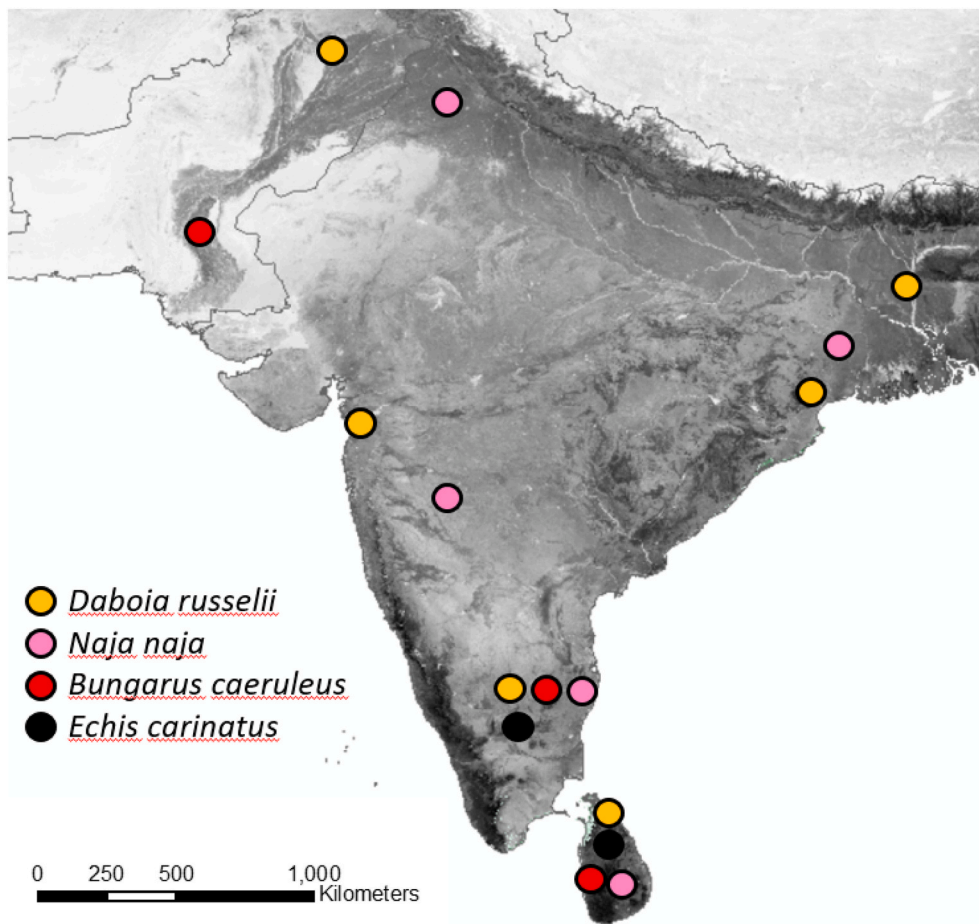 Daboia russelii
Naja naja
Bungarus caeruleus
Echis carinatus
0 250 500 1,000
Kilometers